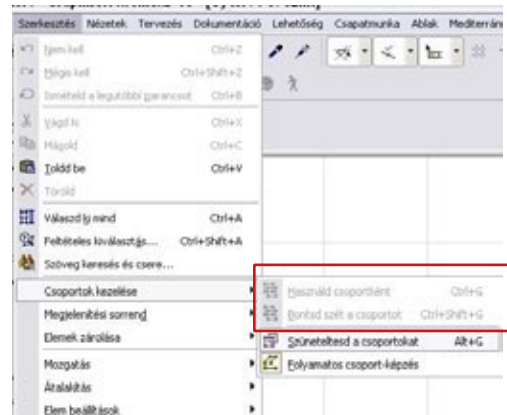 Szerkesztés Nézetek Tervezés Dokumentáció Lehetőség Csapatmunka Ablak Mediterrán
Nem kell Ctrl+Z
Mégis kell Ctrl+Shift+Z
Ismételd a legutóbbi parancsot Ctrl+B
Vágd ki Ctrl+X
Másold Ctrl+C
Toldd be Ctrl+V
Töröld
Válaszd ki mind Ctrl+A
Feltételes kiválasztás... Ctrl+Shift+A
Szöveg keresés és csere...
Csoportok kezelése
Használd csoportként Ctrl+G
Megjelenítési sorrend
Bontsd szét a csoportot Ctrl+Shift+G
Elemek zárolása
Szüneteltesd a csoportokat Alt+G
Mozgatás
Folyamatos csoport-képzés
Átalakítás
Elem beállítások